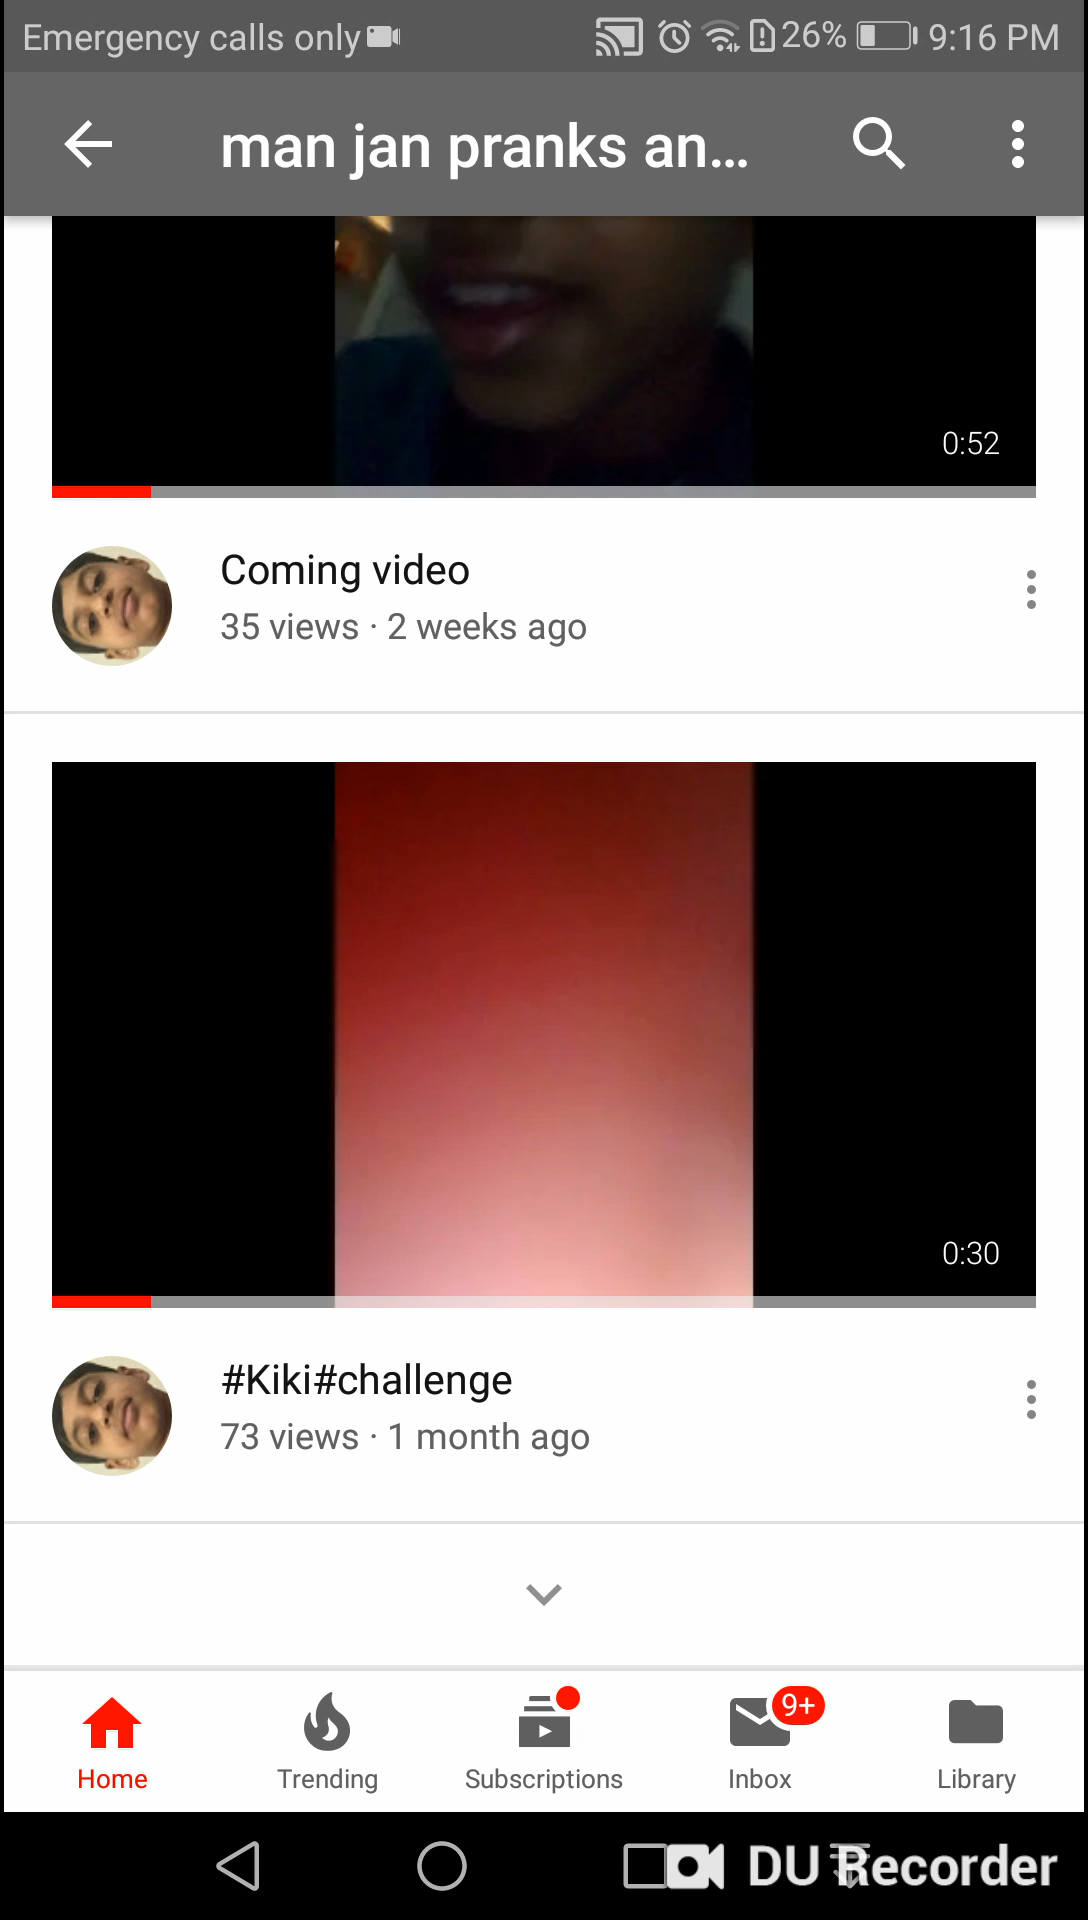 Emergency calls only 26% 9:16 PM
man jan pranks an...
0:52
Coming video
35 views · 2 weeks ago
0:30
#Kiki#challenge
73 views · 1 month ago
9+
Home Trending Subscriptions Inbox Library
DU Recorder